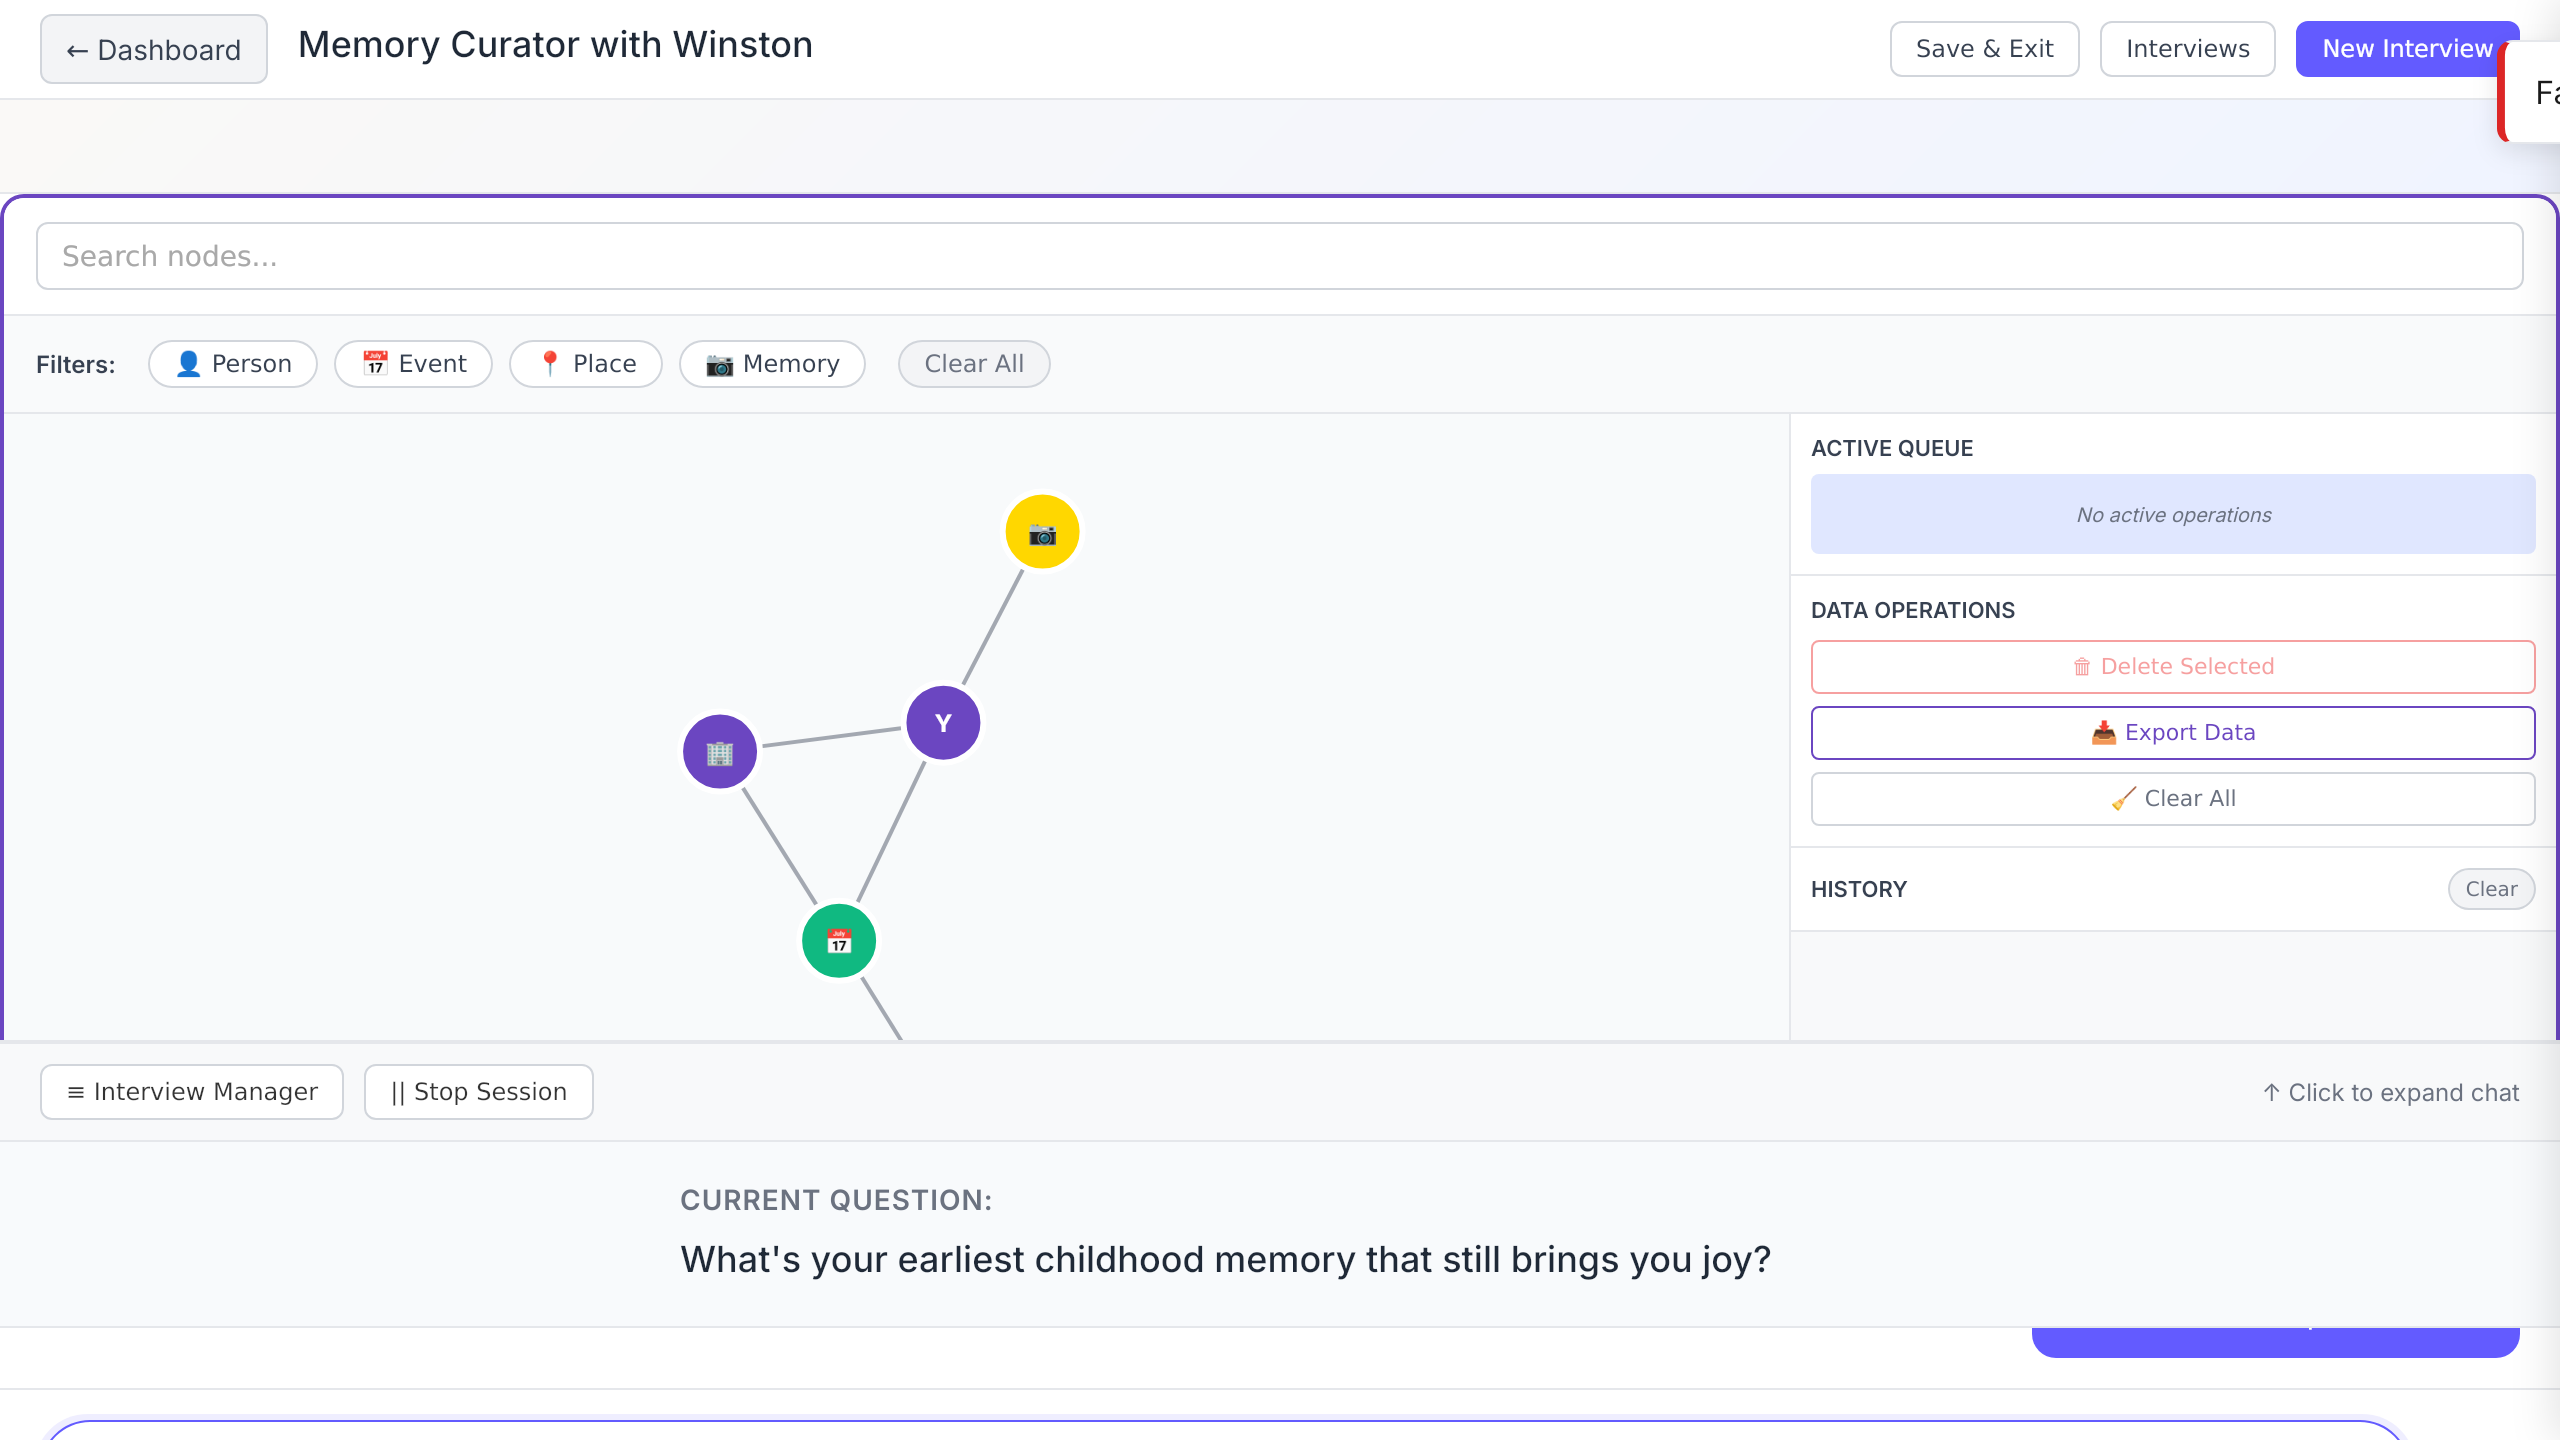 ← Dashboard
Memory Curator with Winston
Save & Exit
Interviews
New Interview
Search nodes...
Filters:
Person
Event
Place
Memory
Clear All
ACTIVE QUEUE
No active operations
DATA OPERATIONS
Delete Selected
Export Data
Clear All
HISTORY
Clear
Y
July
17
≡ Interview Manager
|| Stop Session
↑ Click to expand chat
CURRENT QUESTION:
What's your earliest childhood memory that still brings you joy?